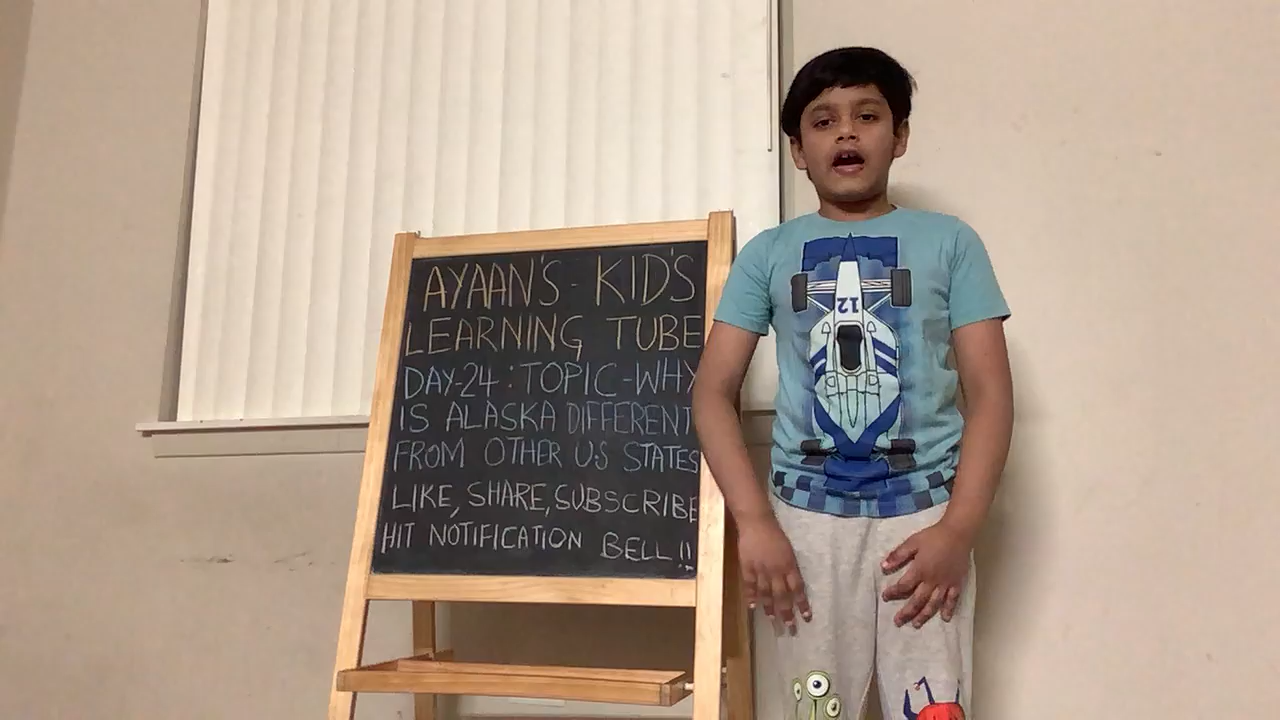 AYAAN'S - KID'S
LEARNING TUBE
DAY-24 : TOPIC - WHY
IS ALASKA DIFFERENT
FROM OTHER U.S STATES
LIKE, SHARE, SUBSCRIBE
HIT NOTIFICATION BELL!!
12